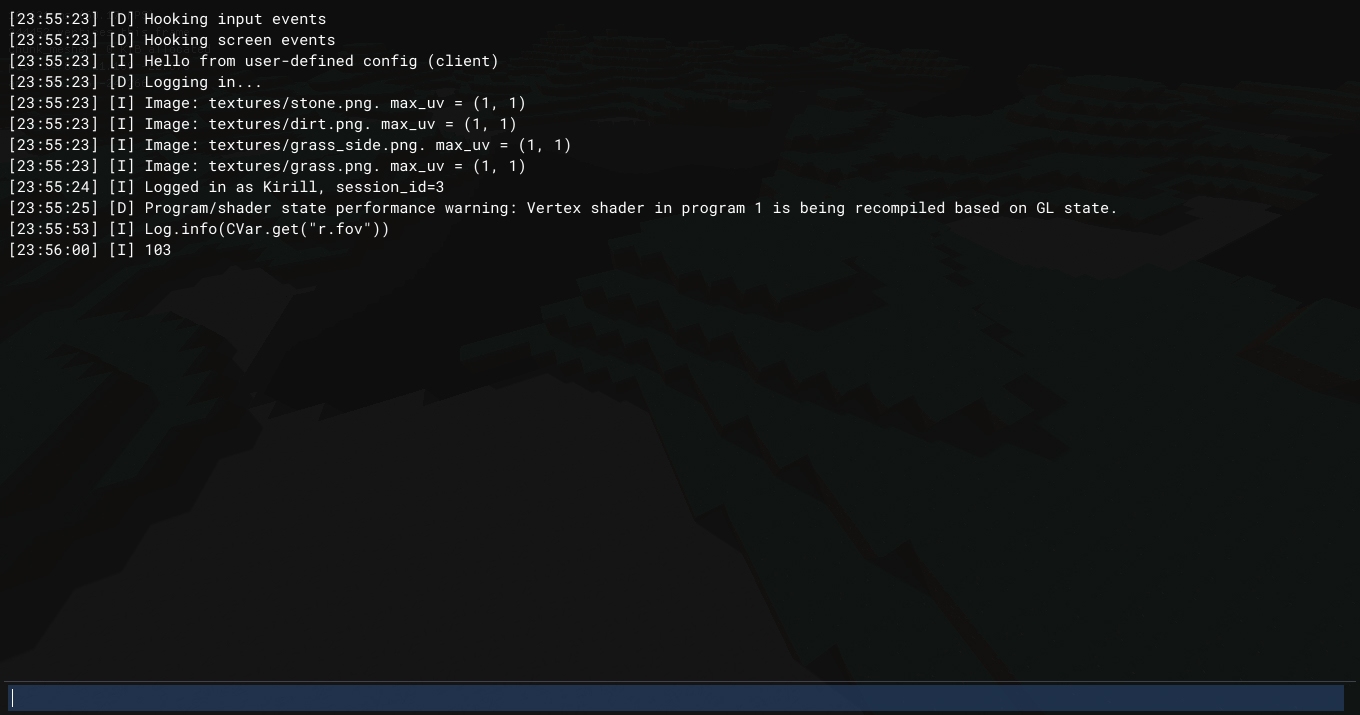 [23:55:23] [D] Hooking input events
[23:55:23] [D] Hooking screen events
[23:55:23] [I] Hello from user-defined config (client)
[23:55:23] [D] Logging in...
[23:55:23] [I] Image: textures/stone.png. max_uv = (1, 1)
[23:55:23] [I] Image: textures/dirt.png. max_uv = (1, 1)
[23:55:23] [I] Image: textures/grass_side.png. max_uv = (1, 1)
[23:55:23] [I] Image: textures/grass.png. max_uv = (1, 1)
[23:55:24] [I] Logged in as Kirill, session_id=3
[23:55:25] [D] Program/shader state performance warning: Vertex shader in program 1 is being recompiled based on GL state.
[23:55:53] [I] Log.info(CVar.get("r.fov"))
[23:56:00] [I] 103